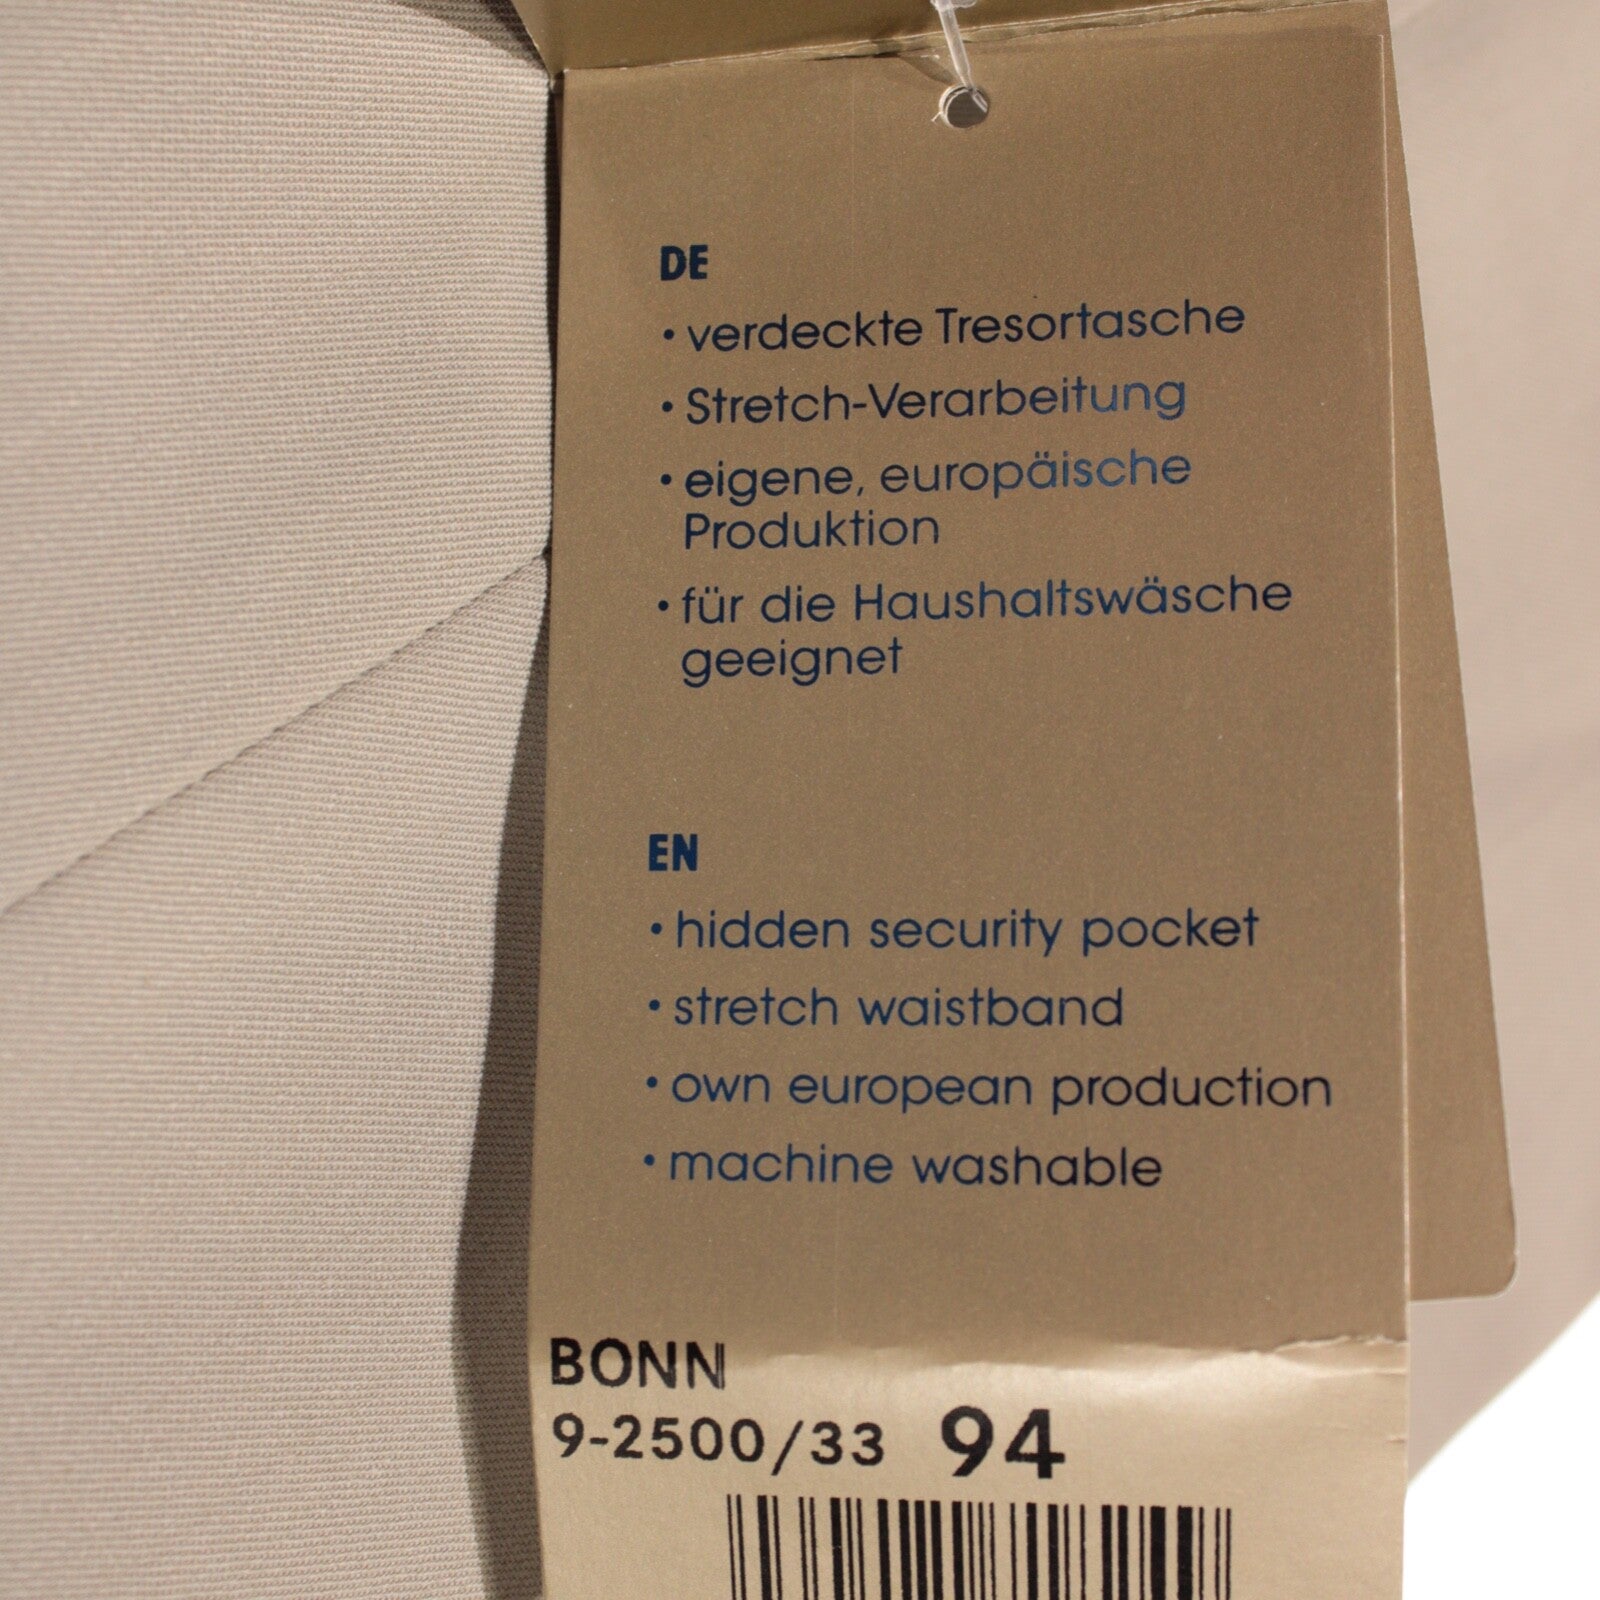 DE
• verdeckte Tresortasche
• Stretch-Verarbeitung
• eigene, europäische
Produktion
• für die Haushaltswäsche
geeignet
EN
• hidden security pocket
• stretch waistband
• own european production
• machine washable
BONN
9-2500/33 94